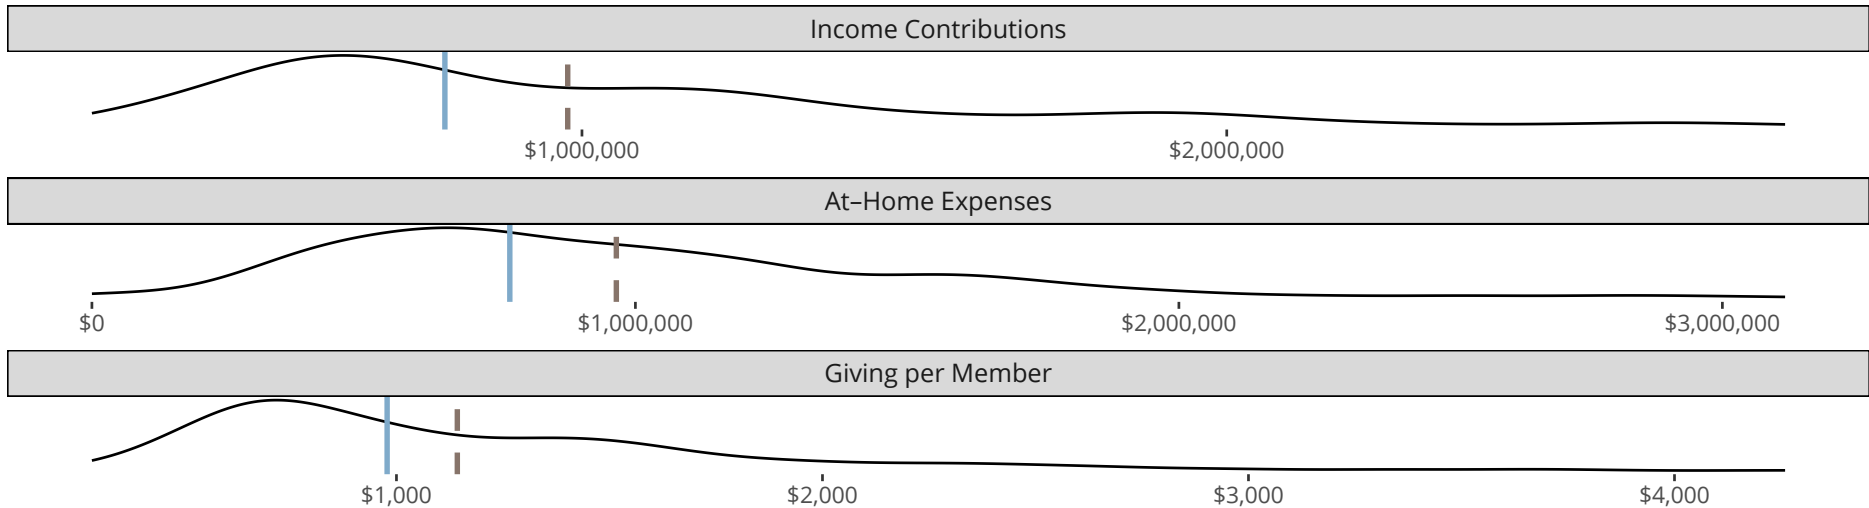 Income Contributions
$1,000,000 $2,000,000
At–Home Expenses
$0 $1,000,000 $2,000,000 $3,000,000
Giving per Member
$1,000 $2,000 $3,000 $4,000